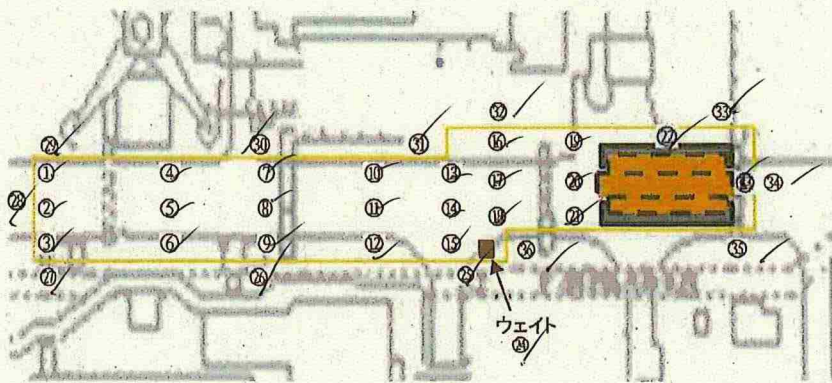 ㉜ ㉝
㉙ ㉚ ㉛ ⑯ ⑲ ㉒
① ④ ⑦ ⑩ ⑬
⑰ ⑳ ㉞
㉘ ② ⑤ ⑧ ⑪ ⑭ ⑱ ㉑
③ ⑥ ⑨ ⑫ ⑮ ㊱ ㉟
㉖ ㉕
ウェイト
㉔